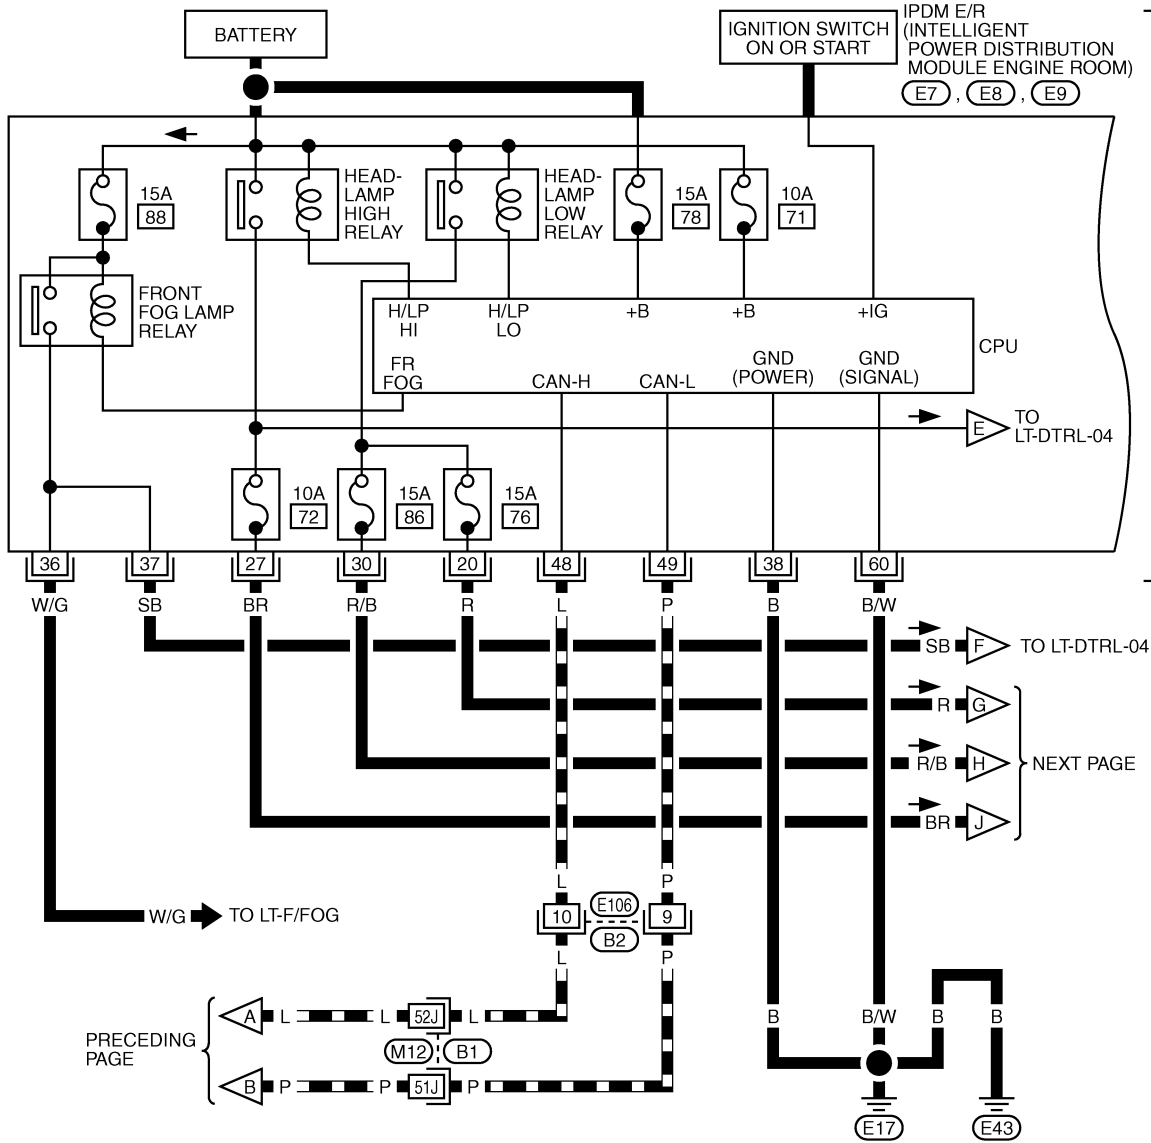 BATTERY
IGNITION SWITCH
ON OR START
IPDM E/R
(INTELLIGENT
POWER DISTRIBUTION
MODULE ENGINE ROOM)
E7 , E8 , E9
15A
88
HEAD-
LAMP
HIGH
RELAY
HEAD-
LAMP
LOW
RELAY
15A
78
10A
71
FRONT
FOG LAMP
RELAY
H/LP
HI
H/LP
LO
+B
+B
+IG
CPU
FR
FOG
CAN-H
CAN-L
GND
(POWER)
GND
(SIGNAL)
E
TO
LT-DTRL-04
10A
72
15A
86
15A
76
36 37 27 30 20 48 49 38 60
W/G SB BR R/B R L P B B/W
SB F TO LT-DTRL-04
R G
R/B H NEXT PAGE
BR J
L P
W/G TO LT-F/FOG
10 E106 9
B2
L P
PRECEDING
PAGE
A L L 52J L
B B/W B B
M12 B1
B P P 51J P
E17 E43